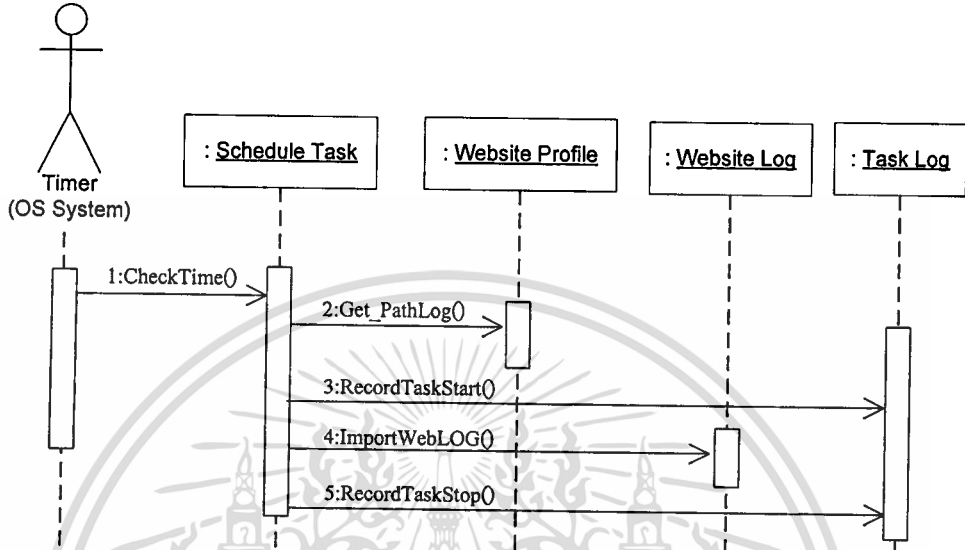 Timer
(OS System)
: Schedule Task
: Website Profile
: Website Log
: Task Log
1:CheckTime()
2:Get_PathLog()
3:RecordTaskStart()
4:ImportWebLOG()
5:RecordTaskStop()